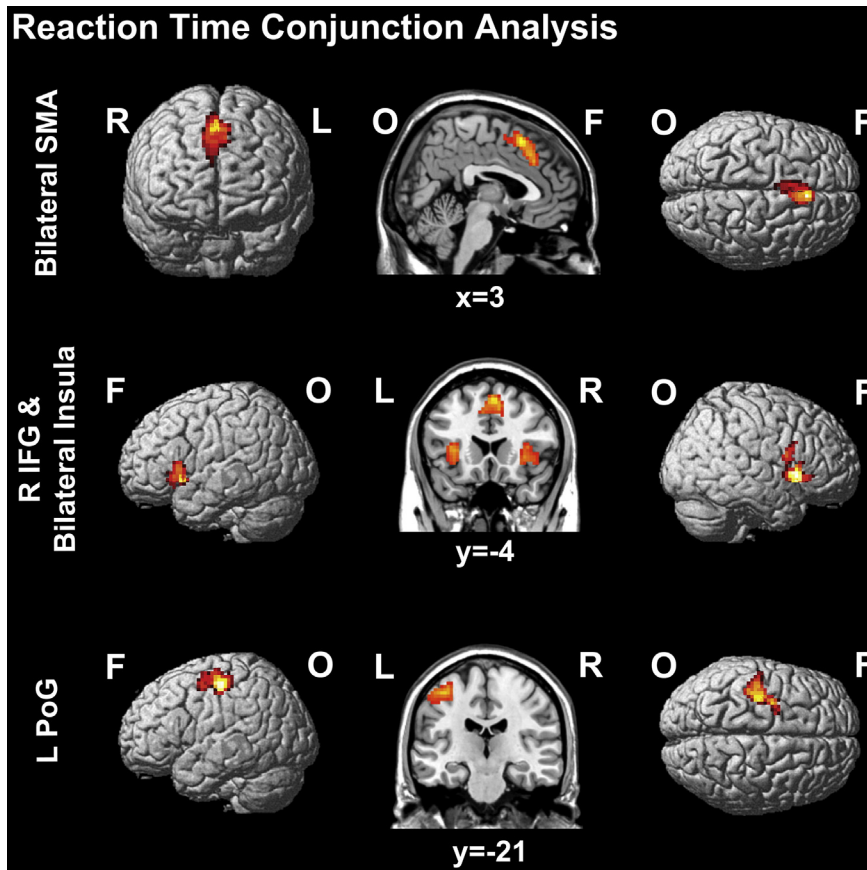 Reaction Time Conjunction Analysis
Bilateral SMA
R
L
O
F
O
F
x=3
R IFG &
Bilateral Insula
F
O
L
R
O
F
y=-4
L PoG
F
O
L
R
O
F
y=-21